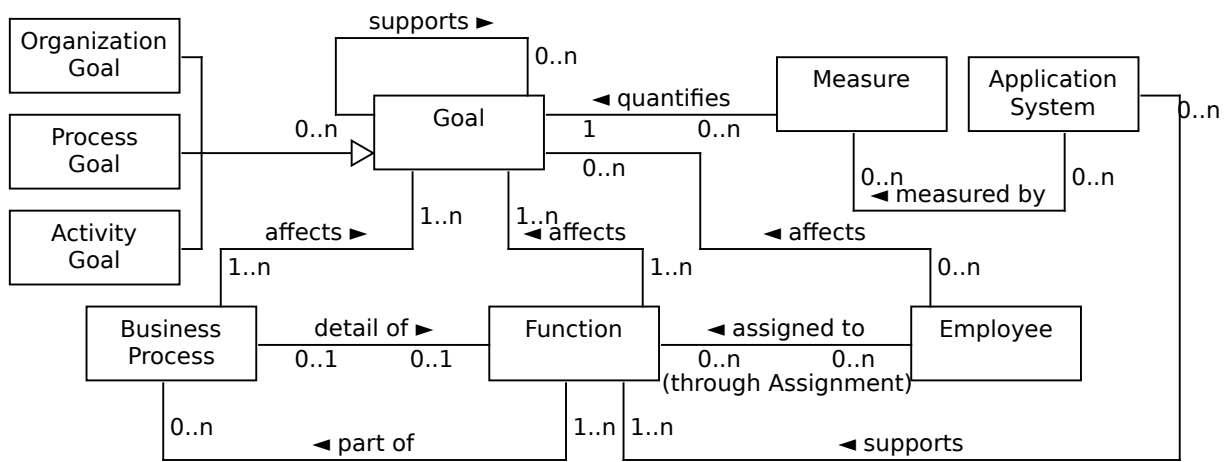 supports ►
Organization
Goal
0..n
Measure
Application
System
◄ quantifies
Goal
0..n
0..n
1
0..n
Process
Goal
0..n
0..n
0..n
◄ measured by
1..n
1..n
Activity
Goal
affects ►
◄ affects
◄ affects
1..n
1..n
0..n
Business
Process
detail of ►
Function
◄ assigned to
Employee
0..1
0..1
0..n
0..n
(through Assignment)
0..n
1..n
1..n
◄ part of
◄ supports